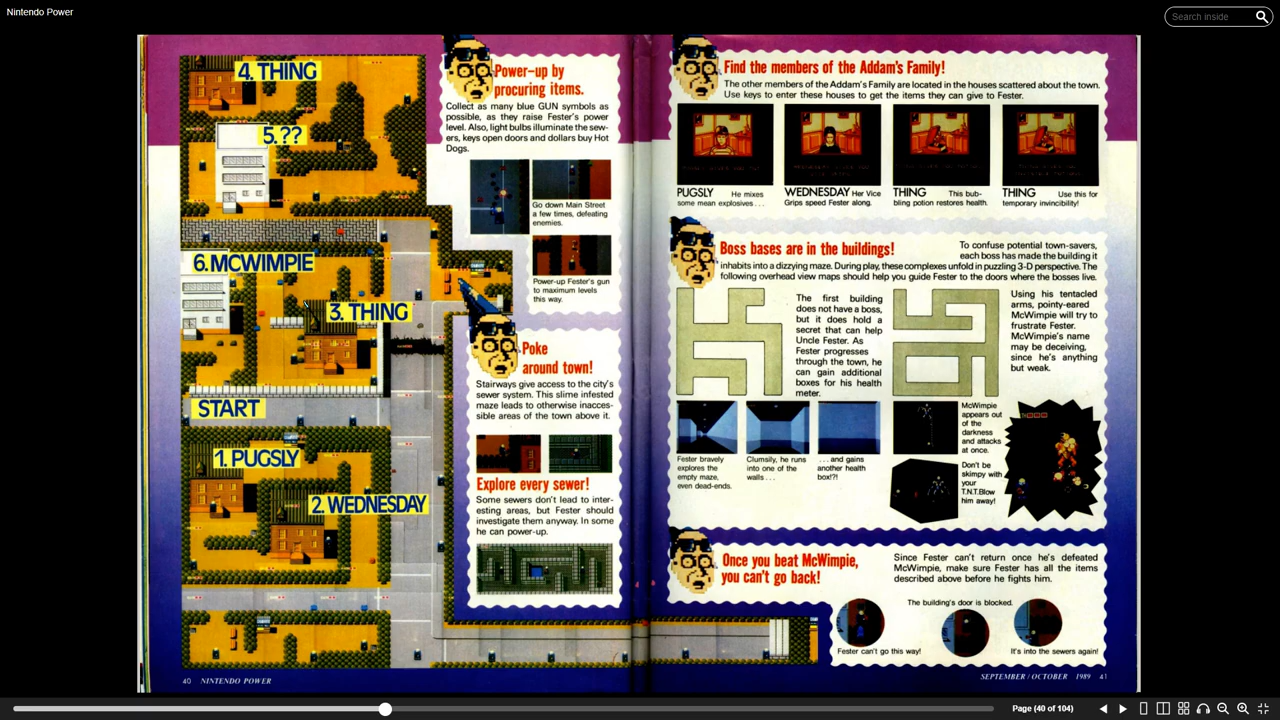 Nintendo Power
Search inside
4. THING
5.??
6.MCWIMPIE
3. THING
START
1. PUGSLY
2. WEDNESDAY
Power-up by
procuring items.
Collect as many blue GUN symbols as
possible, as they raise Fester's power
level. Also, light bulbs illuminate the sew-
ers, keys open doors and dollars buy Hot
Dogs.
Go down Main Street
a few times, defeating
enemies.
Power-up Fester's gun
to maximum levels
this way.
Poke
around town!
Stairways give access to the city's
sewer system. This slime infested
maze leads to otherwise inacces-
sible areas of the town above it.
Explore every sewer!
Some sewers don't lead to inter-
esting areas, but Fester should
investigate them anyway. In some
he can power-up.
40 NINTENDO POWER
Find the members of the Addam's Family!
The other members of the Addam's Family are located in the houses scattered about the town.
Use keys to enter these houses to get the items they can give to Fester.
PUGSLY He mixes
some mean explosives . . .
WEDNESDAY Her Vice
Grips speed Fester along.
THING This bub-
bling potion restores health.
THING Use this for
temporary invincibility!
Boss bases are in the buildings!
To confuse potential town-savers,
each boss has made the building it
inhabits into a dizzying maze. During play, these complexes unfold in puzzling 3-D perspective. The
following overhead view maps should help you guide Fester to the doors where the bosses live.
The first building
does not have a boss,
but it does hold a
secret that can help
Uncle Fester. As
Fester progresses
through the town, he
can gain additional
boxes for his health
meter.
Using his tentacled
arms, pointy-eared
McWimpie will try to
frustrate Fester.
McWimpie's name
may be deceiving,
since he's anything
but weak.
Fester bravely
explores the
empty maze,
even dead-ends.
Clumsily, he runs
into one of the
walls . . .
. . . and gains
another health
box!?!
McWimpie
appears out
of the
darkness
and attacks
at once.
Don't be
skimpy with
your
T.N.T.Blow
him away!
Once you beat McWimpie,
you can't go back!
Since Fester can't return once he's defeated
McWimpie, make sure Fester has all the items
described above before he fights him.
The building's door is blocked.
Fester can't go this way!
It's into the sewers again!
SEPTEMBER / OCTOBER 1989 41
Page (40 of 104)